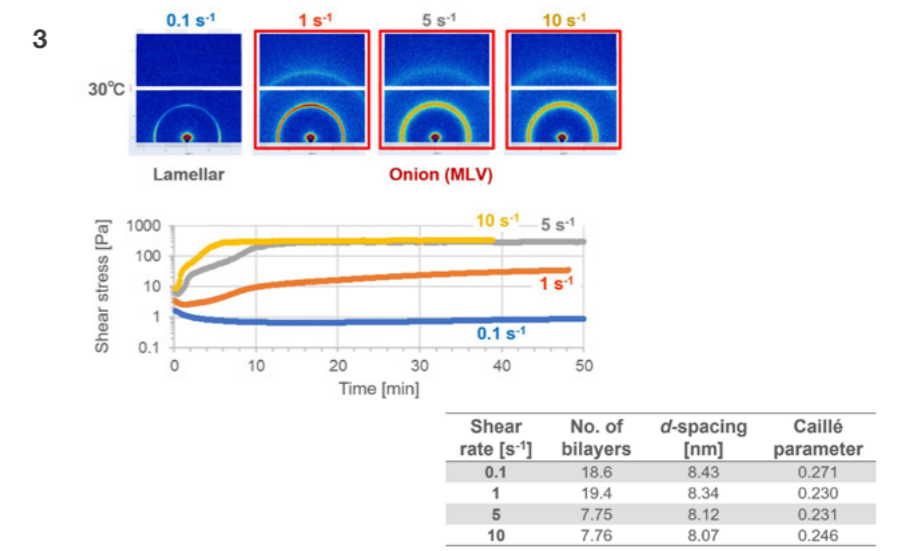 3
0.1 s⁻¹ 1 s⁻¹ 5 s⁻¹ 10 s⁻¹
30°C
Lamellar Onion (MLV)
Shear stress [Pa]
1000
100
10
1
0.1
10 s⁻¹ 5 s⁻¹
1 s⁻¹
0.1 s⁻¹
0 10 20 30 40 50
Time [min]
Shear No. of d-spacing Caillé
rate [s⁻¹] bilayers [nm] parameter
0.1 18.6 8.43 0.271
1 19.4 8.34 0.230
5 7.75 8.12 0.231
10 7.76 8.07 0.246